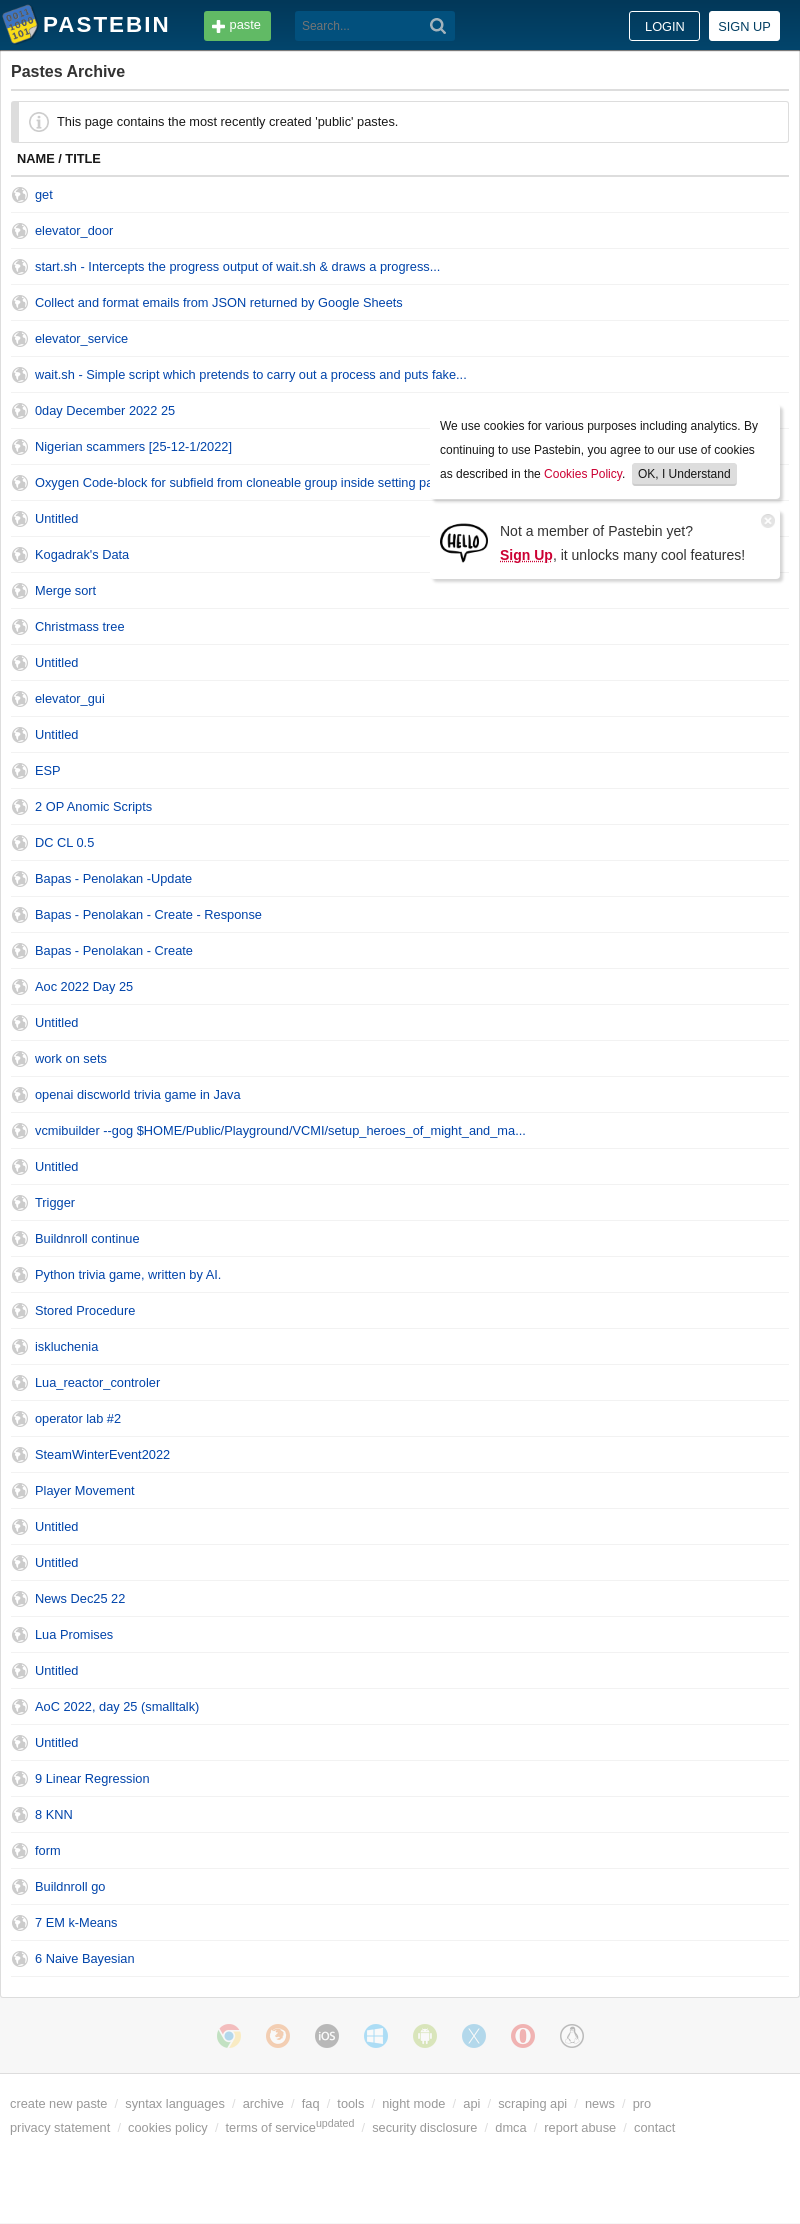 PASTEBIN paste Search... LOGIN SIGN UP
Pastes Archive
This page contains the most recently created 'public' pastes.
NAME / TITLE
get
elevator_door
start.sh - Intercepts the progress output of wait.sh & draws a progress...
Collect and format emails from JSON returned by Google Sheets
elevator_service
wait.sh - Simple script which pretends to carry out a process and puts fake...
0day December 2022 25
Nigerian scammers [25-12-1/2022]
Oxygen Code-block for subfield from cloneable group inside setting pa
We use cookies for various purposes including analytics. By
continuing to use Pastebin, you agree to our use of cookies
as described in the Cookies Policy. OK, I Understand
HELLO
Not a member of Pastebin yet?
Sign Up, it unlocks many cool features!
Untitled
Kogadrak's Data
Merge sort
Christmass tree
Untitled
elevator_gui
Untitled
ESP
2 OP Anomic Scripts
DC CL 0.5
Bapas - Penolakan -Update
Bapas - Penolakan - Create - Response
Bapas - Penolakan - Create
Aoc 2022 Day 25
Untitled
work on sets
openai discworld trivia game in Java
vcmibuilder --gog $HOME/Public/Playground/VCMI/setup_heroes_of_might_and_ma...
Untitled
Trigger
Buildnroll continue
Python trivia game, written by AI.
Stored Procedure
iskluchenia
Lua_reactor_controler
operator lab #2
SteamWinterEvent2022
Player Movement
Untitled
Untitled
News Dec25 22
Lua Promises
Untitled
AoC 2022, day 25 (smalltalk)
Untitled
9 Linear Regression
8 KNN
form
Buildnroll go
7 EM k-Means
6 Naive Bayesian
iOS
create new paste / syntax languages / archive / faq / tools / night mode / api / scraping api / news / pro
privacy statement / cookies policy / terms of service updated / security disclosure / dmca / report abuse / contact